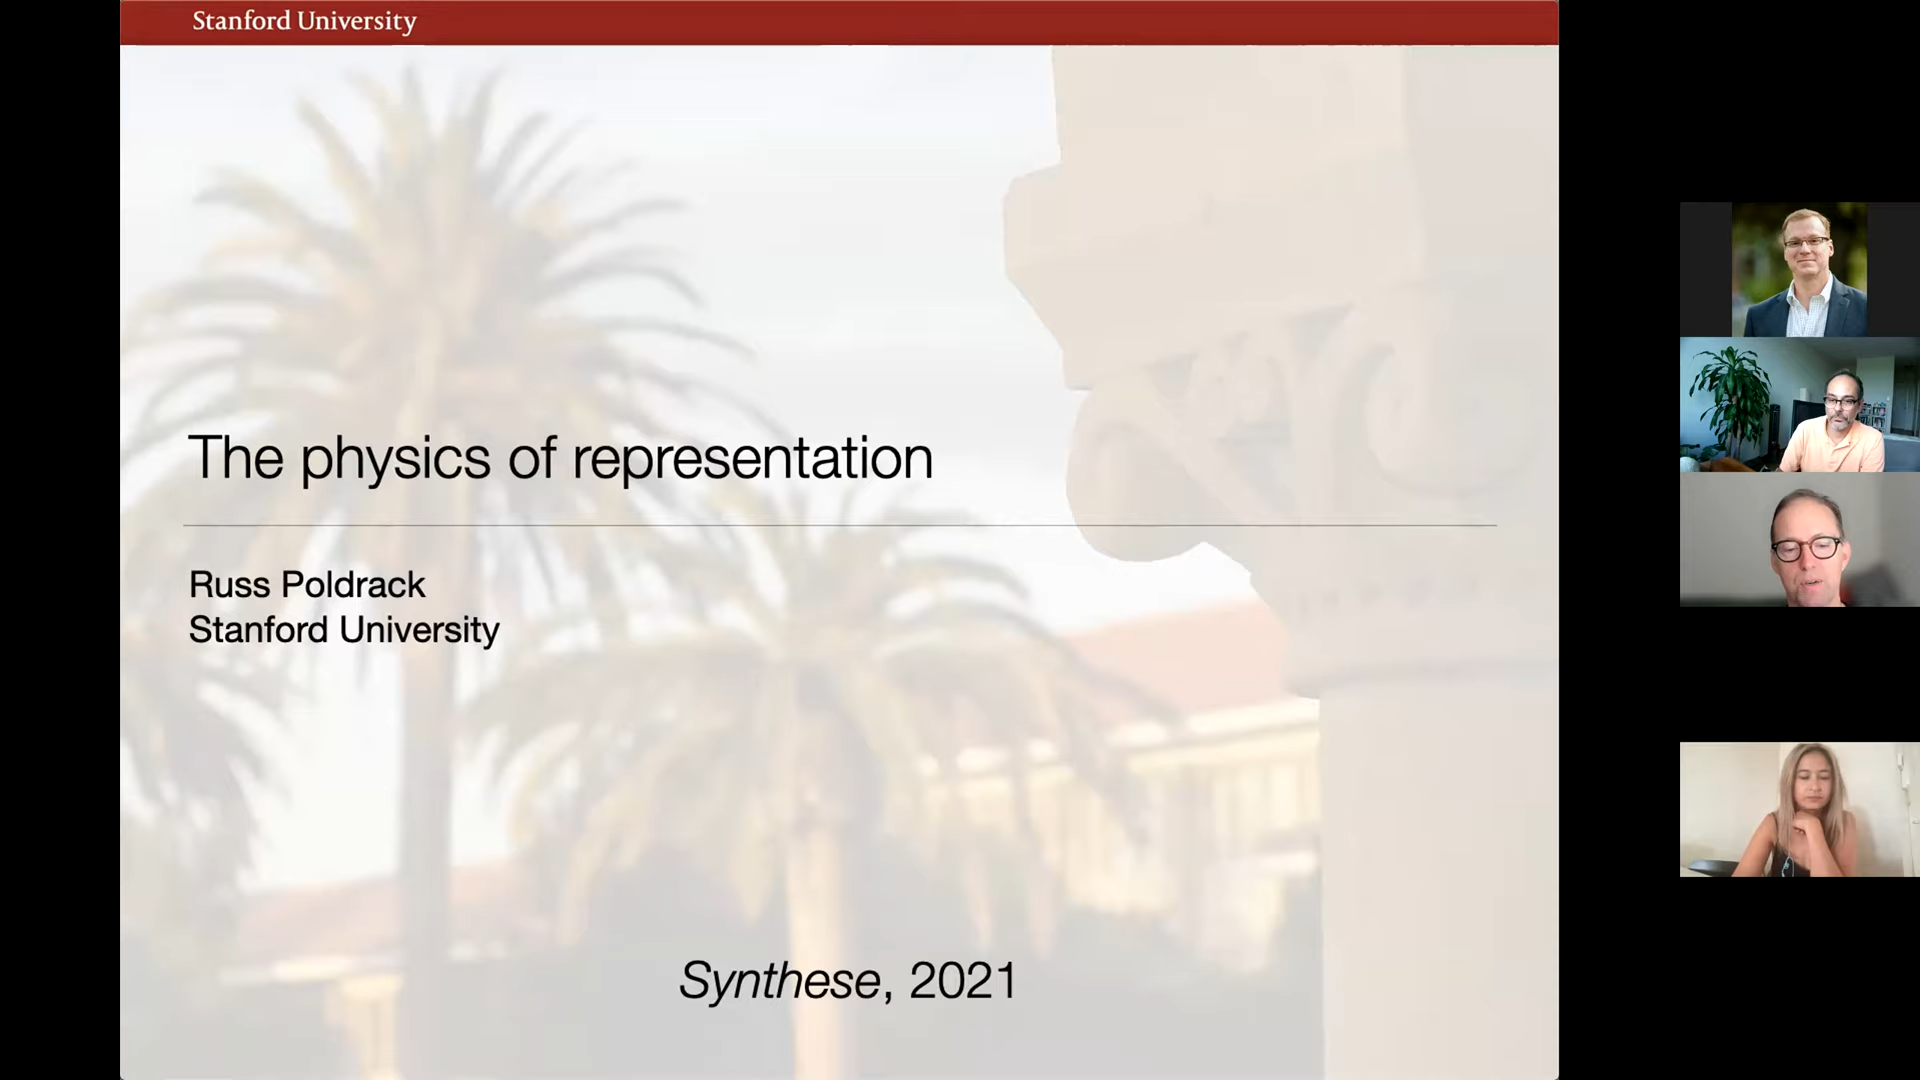 Stanford University
The physics of representation
Russ Poldrack
Stanford University
Synthese, 2021